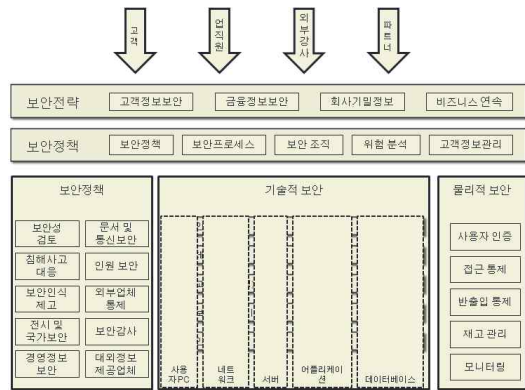 고객
업직원
외부강사
파트너
보안전략
고객정보보안
금융정보보안
회사기밀정보
비즈니스 연속
보안정책
보안정책
보안프로세스
보안 조직
위험 분석
고객정보관리
보안정책
보안성
검토
문서 및
통신보안
침해사고
대응
인원 보안
보안인식
제고
외부업체
통제
전시 및
국가보안
보안감사
경영정보
보안
대외정보
제공업체
기술적 보안
사용
자 PC
네트
워크
서버
어플리케이
션
데이터베이스
물리적 보안
사용자 인증
접근 통제
반출입 통제
재고 관리
모니터링